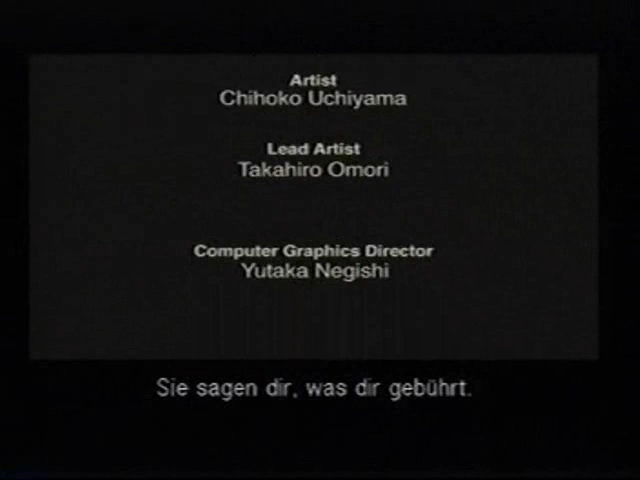 Artist
Chihoko Uchiyama
Lead Artist
Takahiro Omori
Computer Graphics Director
Yutaka Negishi
Sie sagen dir, was dir gebührt.